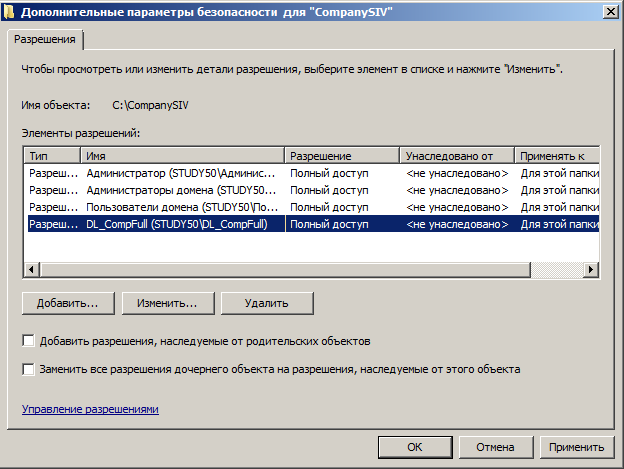 Дополнительные параметры безопасности для "CompanySIV"
Разрешения
Чтобы просмотреть или изменить детали разрешения, выберите элемент в списке и нажмите "Изменить".
Имя объекта: C:\CompanySIV
Элементы разрешений:
Тип Имя Разрешение Унаследовано от Применять к
Разреш... Администратор (STUDY50\Админис... Полный доступ <не унаследовано> Для этой папки
Разреш... Администраторы домена (STUDY50... Полный доступ <не унаследовано> Для этой папки
Разреш... Пользователи домена (STUDY50\По... Полный доступ <не унаследовано> Для этой папки
Разреш... DL_CompFull (STUDY50\DL_CompFull) Полный доступ <не унаследовано> Для этой папки
Добавить... Изменить... Удалить
Добавить разрешения, наследуемые от родительских объектов
Заменить все разрешения дочернего объекта на разрешения, наследуемые от этого объекта
Управление разрешениями
ОК Отмена Применить